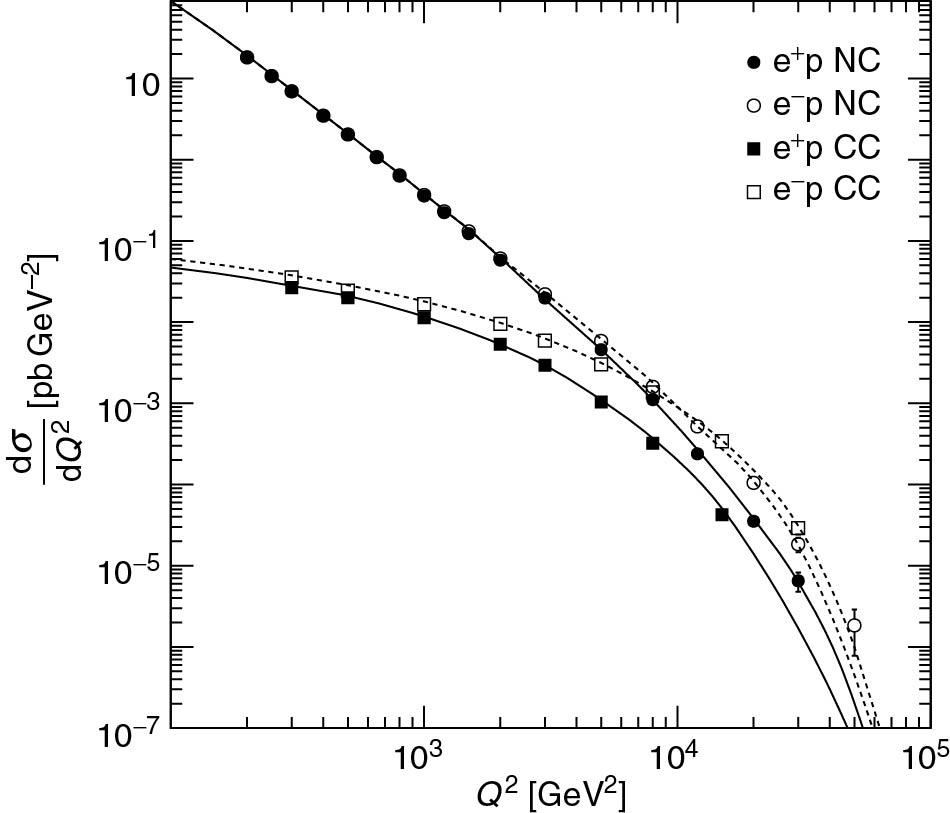 e⁺p NC
e⁻p NC
e⁺p CC
e⁻p CC
10
10⁻¹
10⁻³
10⁻⁵
10⁻⁷
dσ
dQ²
[pb GeV⁻²]
10³
10⁴
10⁵
Q² [GeV²]